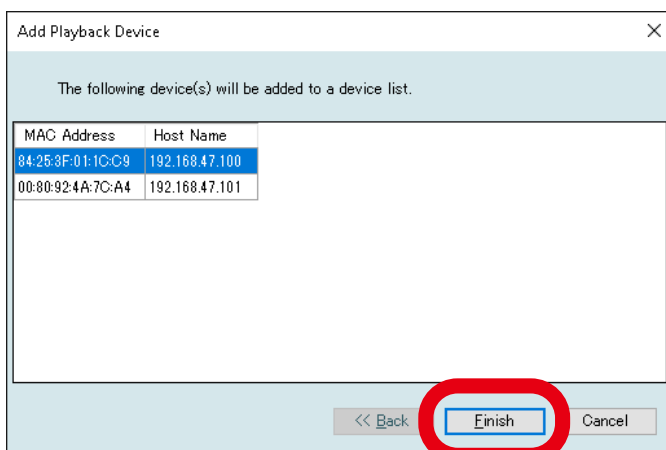 Add Playback Device
The following device(s) will be added to a device list.
MAC Address Host Name
84:25:3F:01:1C:C9 192.168.47.100
00:80:92:4A:7C:A4 192.168.47.101
<< Back Finish Cancel